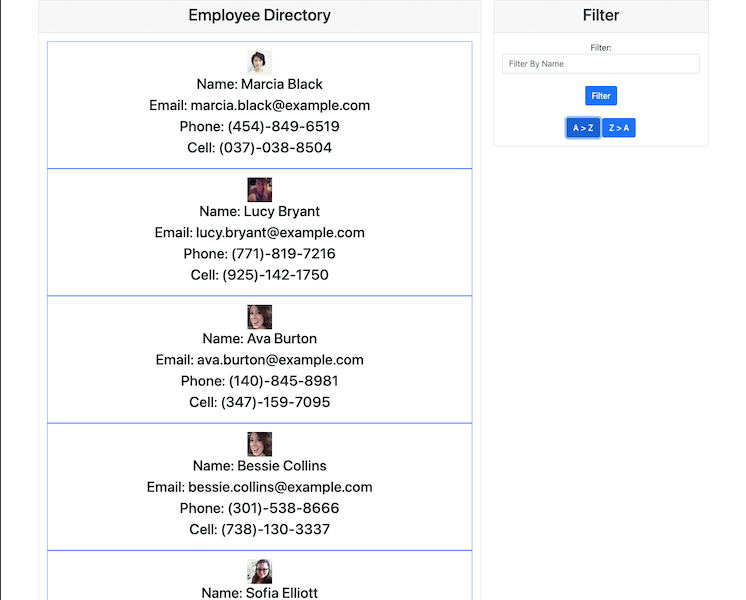 Employee Directory
Name: Marcia Black
Email: marcia.black@example.com
Phone: (454)-849-6519
Cell: (037)-038-8504
Name: Lucy Bryant
Email: lucy.bryant@example.com
Phone: (771)-819-7216
Cell: (925)-142-1750
Name: Ava Burton
Email: ava.burton@example.com
Phone: (140)-845-8981
Cell: (347)-159-7095
Name: Bessie Collins
Email: bessie.collins@example.com
Phone: (301)-538-8666
Cell: (738)-130-3337
Name: Sofia Elliott
Filter
Filter:
Filter By Name
Filter
A > Z Z > A